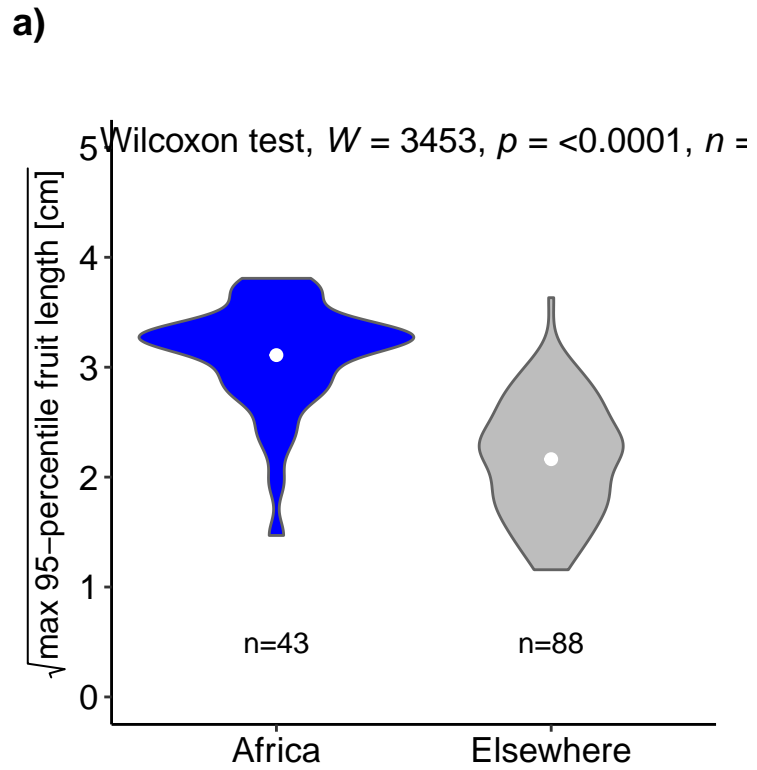 a)
Wilcoxon test, W = 3453, p = <0.0001, n =
√max 95−percentile fruit length [cm]
5
4
3
2
1
0
n=43 n=88
Africa Elsewhere